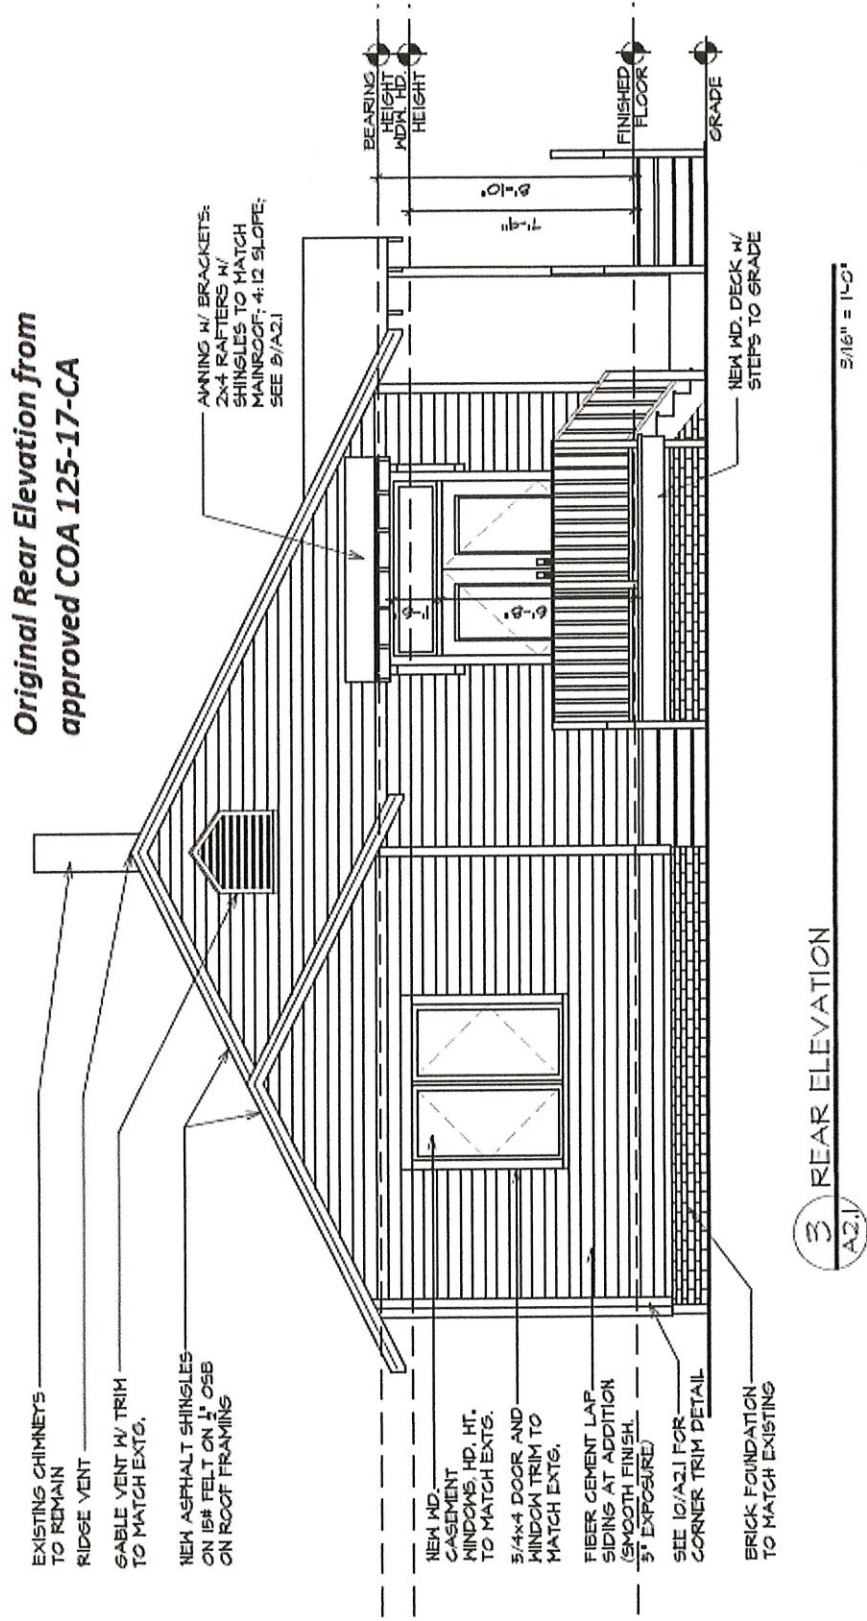 Original Rear Elevation from
approved COA 125-17-CA
EXISTING CHIMNEYS
TO REMAIN
RIDGE VENT
GABLE VENT W/ TRIM
TO MATCH EXTG.
NEW ASPHALT SHINGLES
ON 15# FELT ON 1/2" OSB
ON ROOF FRAMING
NEW WD.
CASEMENT
WINDOWS, HD. HT.
TO MATCH EXTG.
5/4x4 DOOR AND
WINDOW TRIM TO
MATCH EXTG.
FIBER CEMENT LAP
SIDING AT ADDITION
(SMOOTH FINISH,
5" EXPOSURE)
SEE 10/A2.1 FOR
CORNER TRIM DETAIL
BRICK FOUNDATION
TO MATCH EXISTING
AWNING W/ BRACKETS:
2x4 RAFTERS W/
SHINGLES TO MATCH
MAINROOF; 4:12 SLOPE;
SEE 8/A2.1
BEARING
HEIGHT
WDW. HD.
HEIGHT
8'-10"
7'-9"
1'-8"
6'-8"
FINISHED
FLOOR
GRADE
NEW WD. DECK W/
STEPS TO GRADE
3
A2.1
REAR ELEVATION
3/16" = 1'-0"